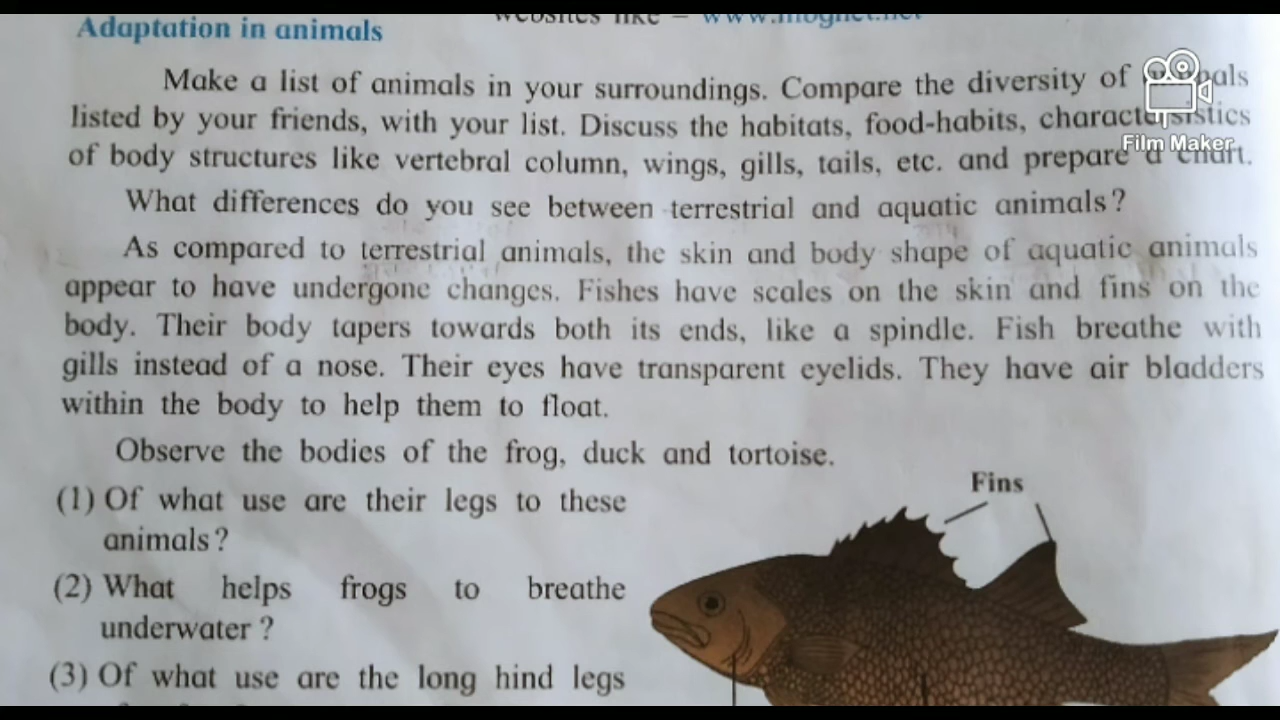 websites like – www.mognet.net
Adaptation in animals
Make a list of animals in your surroundings. Compare the diversity of
listed by your friends, with your list. Discuss the habitats, food-habits,
of body structures like vertebral column, wings, gills, tails, etc. and prepare a chart.
Film Maker
What differences do you see between terrestrial and aquatic animals?
As compared to terrestrial animals, the skin and body shape of aquatic animals
appear to have undergone changes. Fishes have scales on the skin and fins on the
body. Their body tapers towards both its ends, like a spindle. Fish breathe with
gills instead of a nose. Their eyes have transparent eyelids. They have air bladders
within the body to help them to float.
Observe the bodies of the frog, duck and tortoise.
(1) Of what use are their legs to these
animals?
(2) What helps frogs to breathe
underwater?
(3) Of what use are the long hind legs
Fins